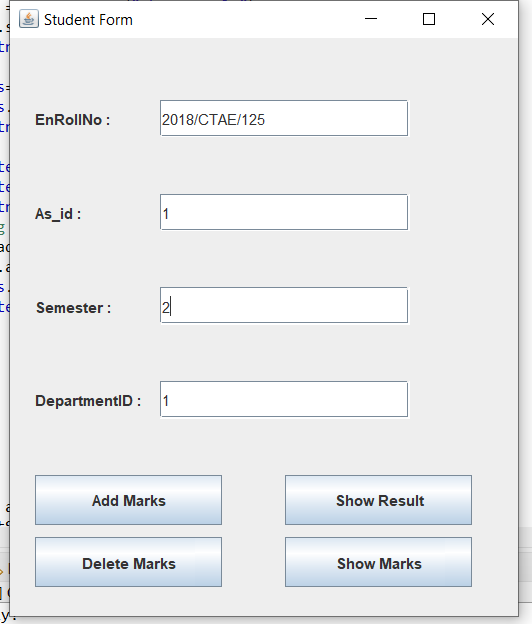 Student Form
EnRollNo :
2018/CTAE/125
As_id :
1
Semester :
2
DepartmentID :
1
Add Marks
Show Result
Delete Marks
Show Marks